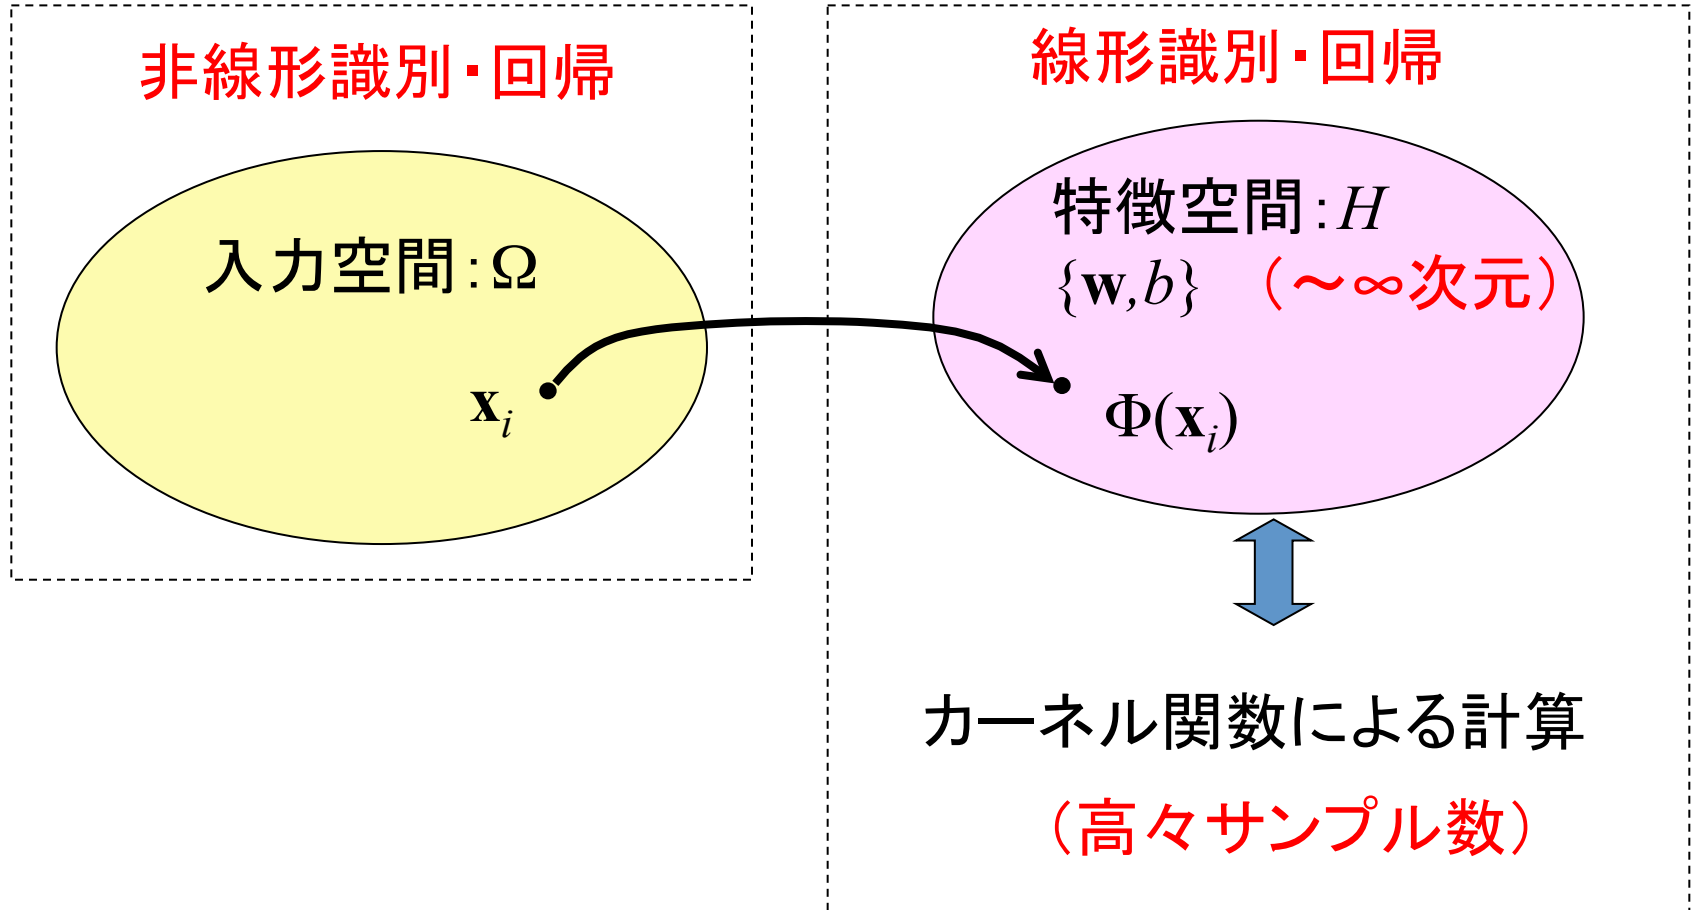 非線形識別・回帰
入力空間：Ω
xi
線形識別・回帰
特徴空間：H
{w,b} （～∞次元）
Φ(xi)
カーネル関数による計算
（高々サンプル数）